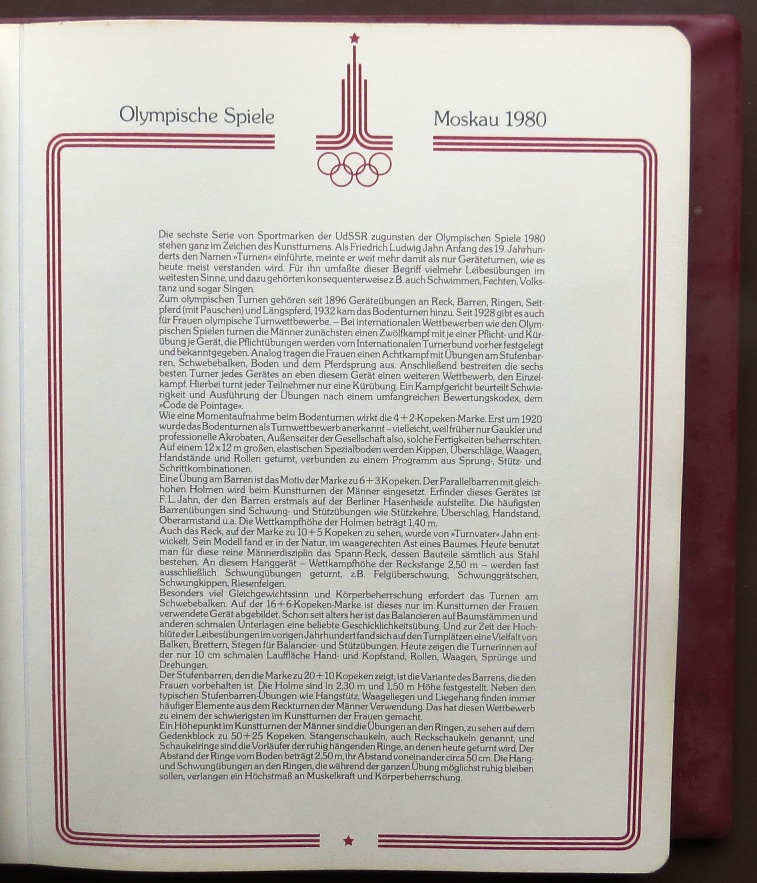 Olympische Spiele
Moskau 1980
Die sechste Serie von Sportmarken der UdSSR zugunsten der Olympischen Spiele 1980
stehen ganz im Zeichen des Kunstturnens. Als Friedrich Ludwig Jahn Anfang des 19. Jahrhun-
derts den Namen »Turnen« einführte, meinte er weit mehr damit als nur Geräteturnen, wie es
heute meist verstanden wird. Für ihn umfaßte dieser Begriff vielmehr Leibesübungen im
weitesten Sinne, und dazu gehörten konsequenterweise z.B. auch Schwimmen, Fechten, Volks-
tanz und sogar Singen.
Zum olympischen Turnen gehören seit 1896 Geräteübungen an Reck, Barren, Ringen, Seit-
pferd (mit Pauschen) und Längspferd, 1932 kam das Bodenturnen hinzu. Seit 1928 gibt es auch
für Frauen olympische Turnwettbewerbe. – Bei internationalen Wettbewerben wie den Olym-
pischen Spielen turnen die Männer zunächsten einen Zwölfkampf mit je einer Pflicht- und Kür-
übung je Gerät, die Pflichtübungen werden vom Internationalen Turnerbund vorher festgelegt
und bekanntgegeben. Analog tragen die Frauen einen Achtkampf mit Übungen am Stufenbar-
ren, Schwebebalken, Boden und dem Pferdsprung aus. Anschließend bestreiten die sechs
besten Turner jedes Gerätes an eben diesem Gerät einen weiteren Wettbewerb, den Einzel-
kampf. Hierbei turnt jeder Teilnehmer nur eine Kürübung. Ein Kampfgericht beurteilt Schwie-
rigkeit und Ausführung der Übungen nach einem umfangreichen Bewertungskodex, dem
»Code de Pointage«.
Wie eine Momentaufnahme beim Bodenturnen wirkt die 4+2-Kopeken-Marke. Erst um 1920
wurde das Bodenturnen als Turnwettbewerb anerkannt – vielleicht, weil früher nur Gaukler und
professionelle Akrobaten, Außenseiter der Gesellschaft also, solche Fertigkeiten beherrschten.
Auf einem 12x12 m großen, elastischen Spezialboden werden Kippen, Überschläge, Waagen,
Handstände und Rollen geturnt, verbunden zu einem Programm aus Sprung-, Stütz- und
Schrittkombinationen.
Eine Übung am Barren ist das Motiv der Marke zu 6+3 Kopeken. Der Parallelbarren mit gleich-
hohen Holmen wird beim Kunstturnen der Männer eingesetzt. Erfinder dieses Gerätes ist
F. L. Jahn, der den Barren erstmals auf der Berliner Hasenheide aufstellte. Die häufigsten
Barrenübungen sind Schwung- und Stützübungen wie Stützkehre, Überschlag, Handstand,
Oberarmstand u.a. Die Wettkampfhöhe der Holmen beträgt 1,40 m.
Auch das Reck, auf der Marke zu 10+5 Kopeken zu sehen, wurde von »Turnvater« Jahn ent-
wickelt. Sein Modell fand er in der Natur, im waagerechten Ast eines Baumes. Heute benutzt
man für diese reine Männerdisziplin das Spann-Reck, dessen Bauteile sämtlich aus Stahl
bestehen. An diesem Hanggerät – Wettkampfhöhe der Reckstange 2,50 m – werden fast
ausschließlich Schwungübungen geturnt, z.B. Felgüberschwung, Schwunggrätschen,
Schwungkippen, Riesenfelgen.
Besonders viel Gleichgewichtssinn und Körperbeherrschung erfordert das Turnen am
Schwebebalken. Auf der 16+6-Kopeken-Marke ist dieses nur im Kunstturnen der Frauen
verwendete Gerät abgebildet. Schon seit alters her ist das Balancieren auf Baumstämmen und
anderen schmalen Unterlagen eine beliebte Geschicklichkeitsübung. Und zur Zeit der Hoch-
blüte der Leibesübungen im vorigen Jahrhundert fand sich auf den Turnplätzen eine Vielfalt von
Balken, Brettern, Stegen für Balancier- und Stützübungen. Heute zeigen die Turnerinnen auf
der nur 10 cm schmalen Lauffläche Hand- und Kopfstand, Rollen, Waagen, Sprünge und
Drehungen.
Der Stufenbarren, den die Marke zu 20+10 Kopeken zeigt, ist die Variante des Barrens, die den
Frauen vorbehalten ist. Die Holme sind in 2,30 m und 1,50 m Höhe festgestellt. Neben den
typischen Stufenbarren-Übungen wie Hangstütz, Waageliegen und Liegehang finden immer
häufiger Elemente aus dem Reckturnen der Männer Verwendung. Das hat diesen Wettbewerb
zu einem der schwierigsten im Kunstturnen der Frauen gemacht.
Ein Höhepunkt im Kunstturnen der Männer sind die Übungen an den Ringen, zu sehen auf dem
Gedenkblock zu 50+25 Kopeken. Stangenschaukeln, auch Reckschaukeln genannt, und
Schaukelringe sind die Vorläufer der ruhig hängenden Ringe, an denen heute geturnt wird. Der
Abstand der Ringe vom Boden beträgt 2,50 m, ihr Abstand voneinander circa 50 cm. Die Hang-
und Schwungübungen an den Ringen, die während der ganzen Übung möglichst ruhig bleiben
sollen, verlangen ein Höchstmaß an Muskelkraft und Körperbeherrschung.